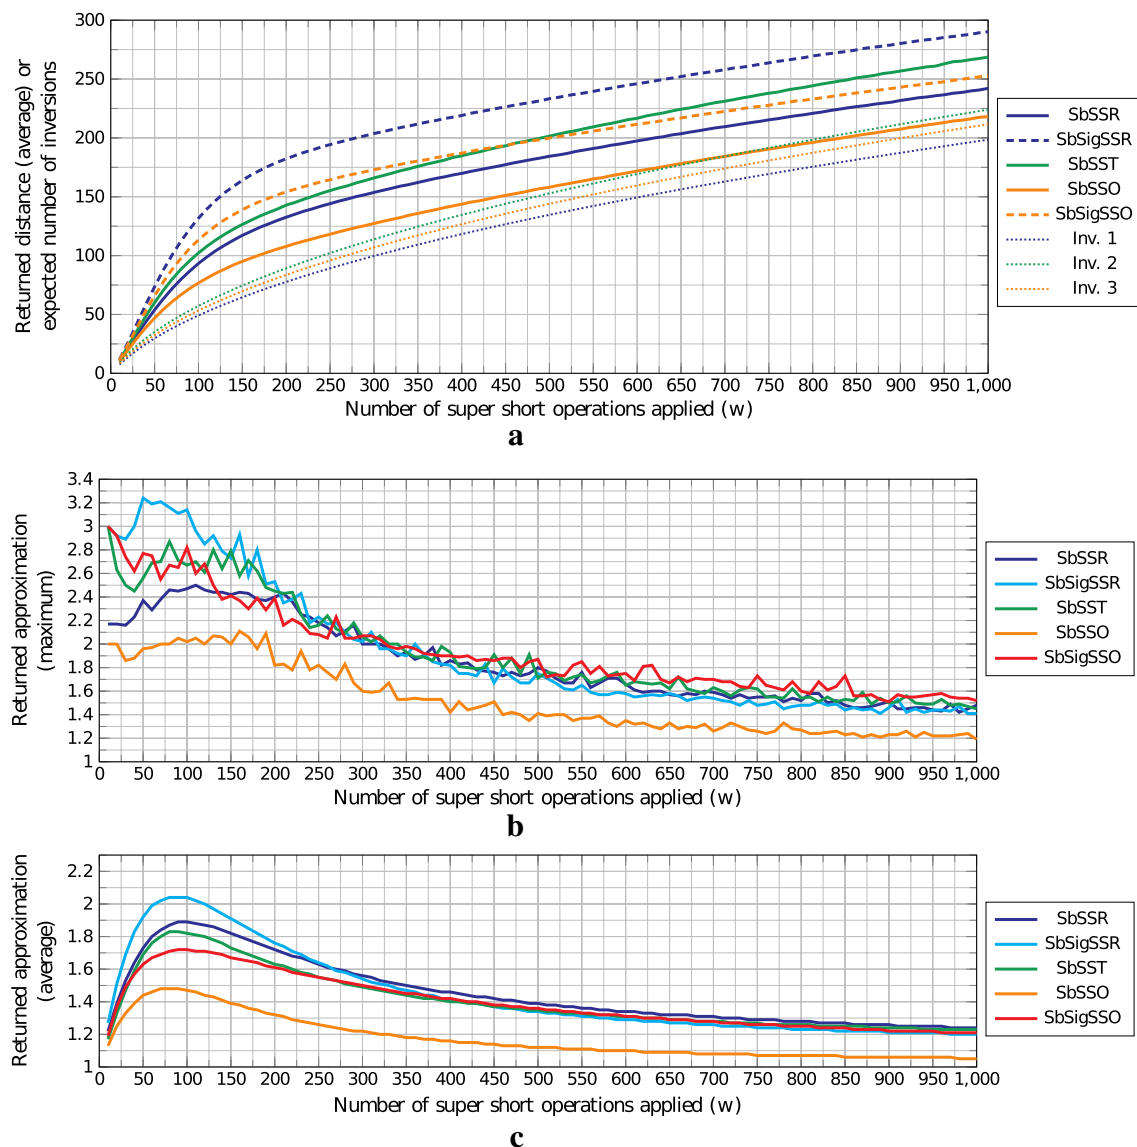 300
250
200
150
100
50
0
Returned distance (average) or
expected number of inversions
0 50 100 150 200 250 300 350 400 450 500 550 600 650 700 750 800 850 900 950 1,000
Number of super short operations applied (w)
SbSSR
SbSigSSR
SbSST
SbSSO
SbSigSSO
Inv. 1
Inv. 2
Inv. 3
a
3.4
3.2
3
2.8
2.6
2.4
2.2
2
1.8
1.6
1.4
1.2
1
Returned approximation
(maximum)
0 50 100 150 200 250 300 350 400 450 500 550 600 650 700 750 800 850 900 950 1,000
Number of super short operations applied (w)
SbSSR
SbSigSSR
SbSST
SbSSO
SbSigSSO
b
2.2
2
1.8
1.6
1.4
1.2
1
Returned approximation
(average)
0 50 100 150 200 250 300 350 400 450 500 550 600 650 700 750 800 850 900 950 1,000
Number of super short operations applied (w)
SbSSR
SbSigSSR
SbSST
SbSSO
SbSigSSO
c